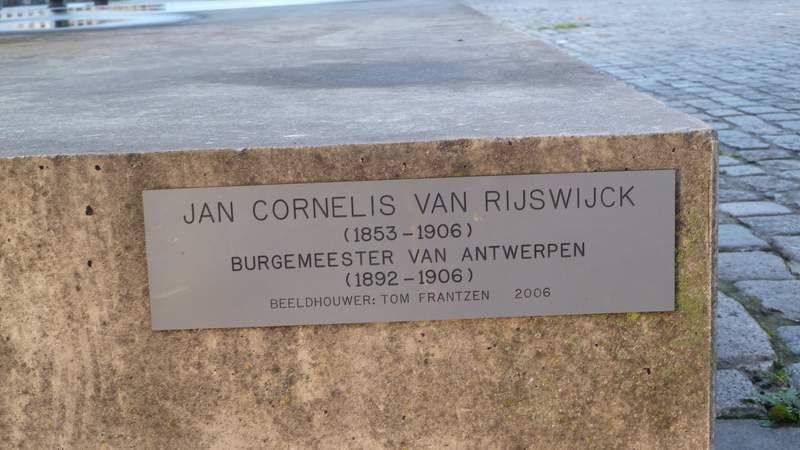 JAN CORNELIS VAN RIJSWIJCK
(1853-1906)
BURGEMEESTER VAN ANTWERPEN
(1892-1906)
BEELDHOUWER: TOM FRANTZEN 2006